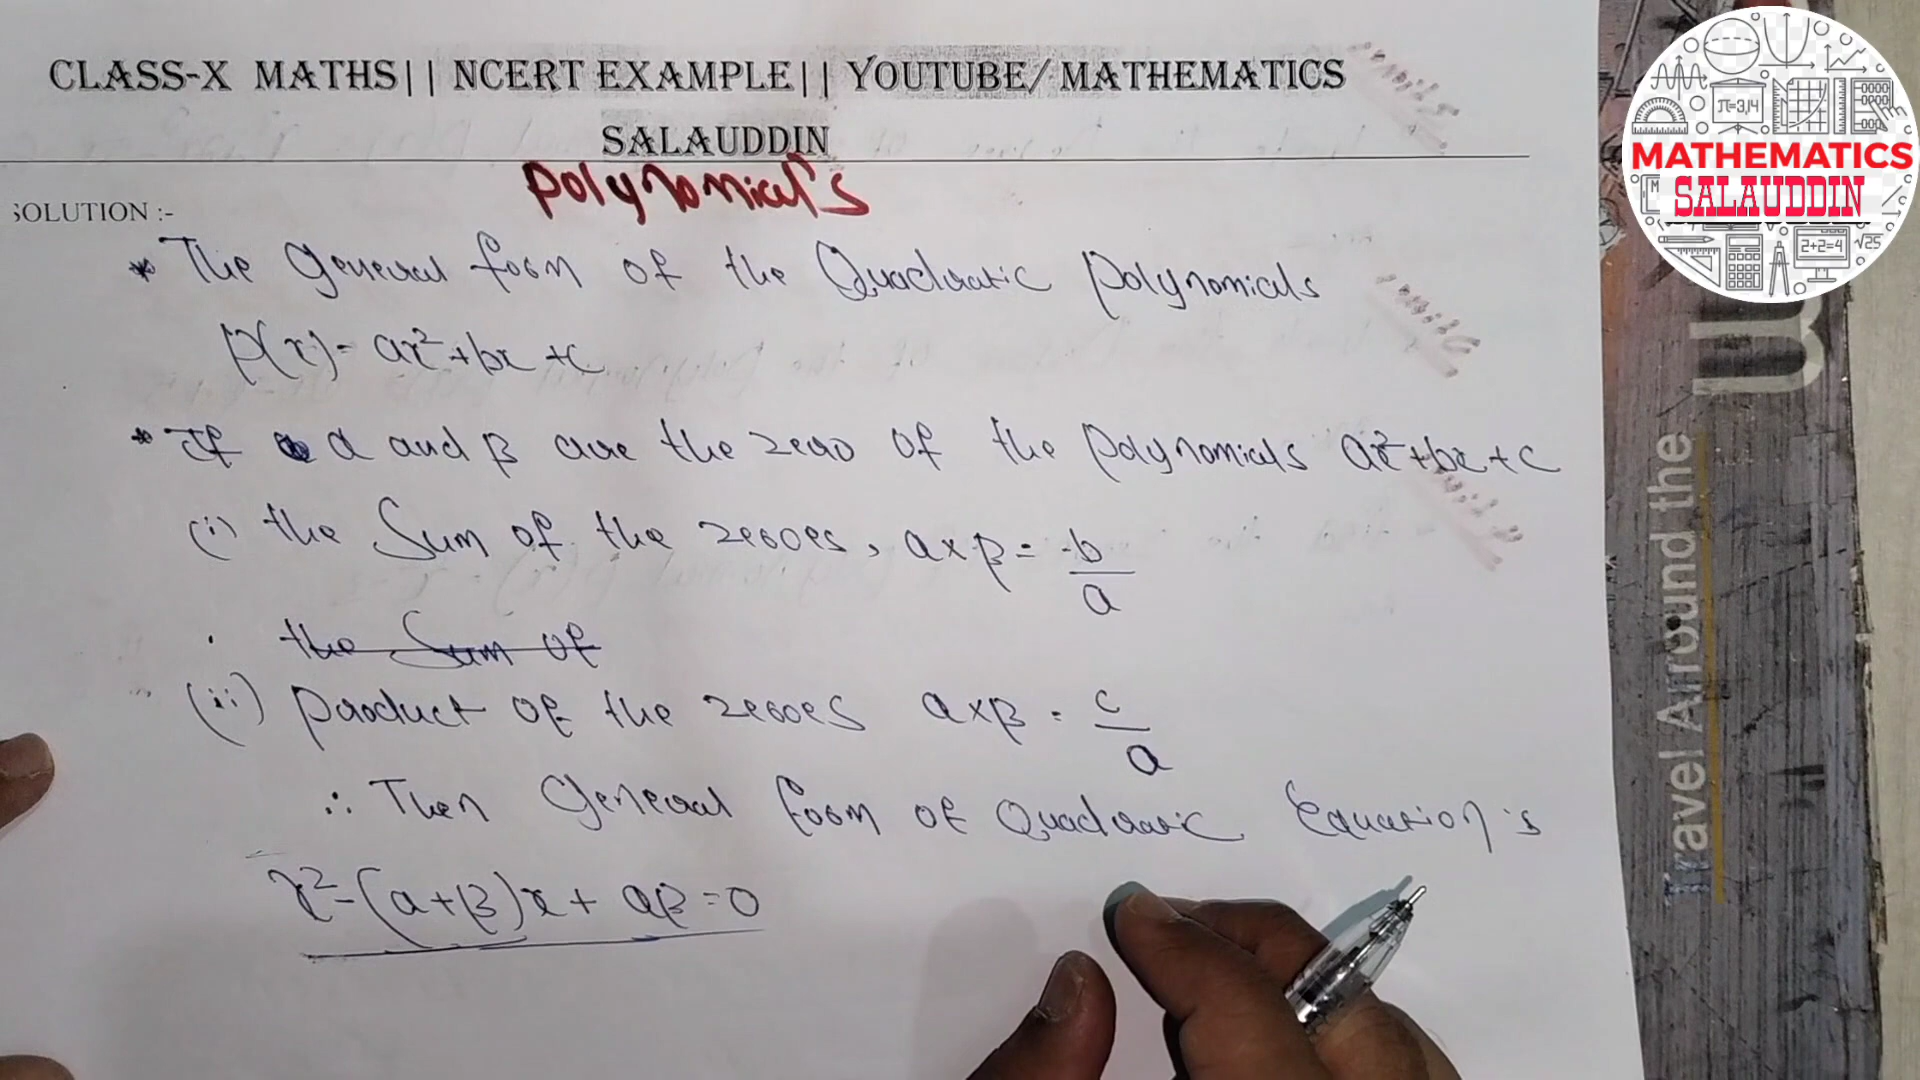 CLASS-X MATHS|| NCERT EXAMPLE|| YOUTUBE/ MATHEMATICS
SALAUDDIN
Polynomial's
SOLUTION :-
* The general form of the Quadratic Polynomials
P(x) = ax²+bx+c
* If α and β are the zero of the Polynomials ax²+bx+c
(i) the Sum of the zeroes, α×β = -b/a
the Sum of
(ii) Product of the zeroes α×β = c/a
∴ Then General form of Quadratic Equation is
x²-(α+β)x+ αβ=0
MATHEMATICS
SALAUDDIN
π=3,14
2+2=4
√25
Travel Arround the